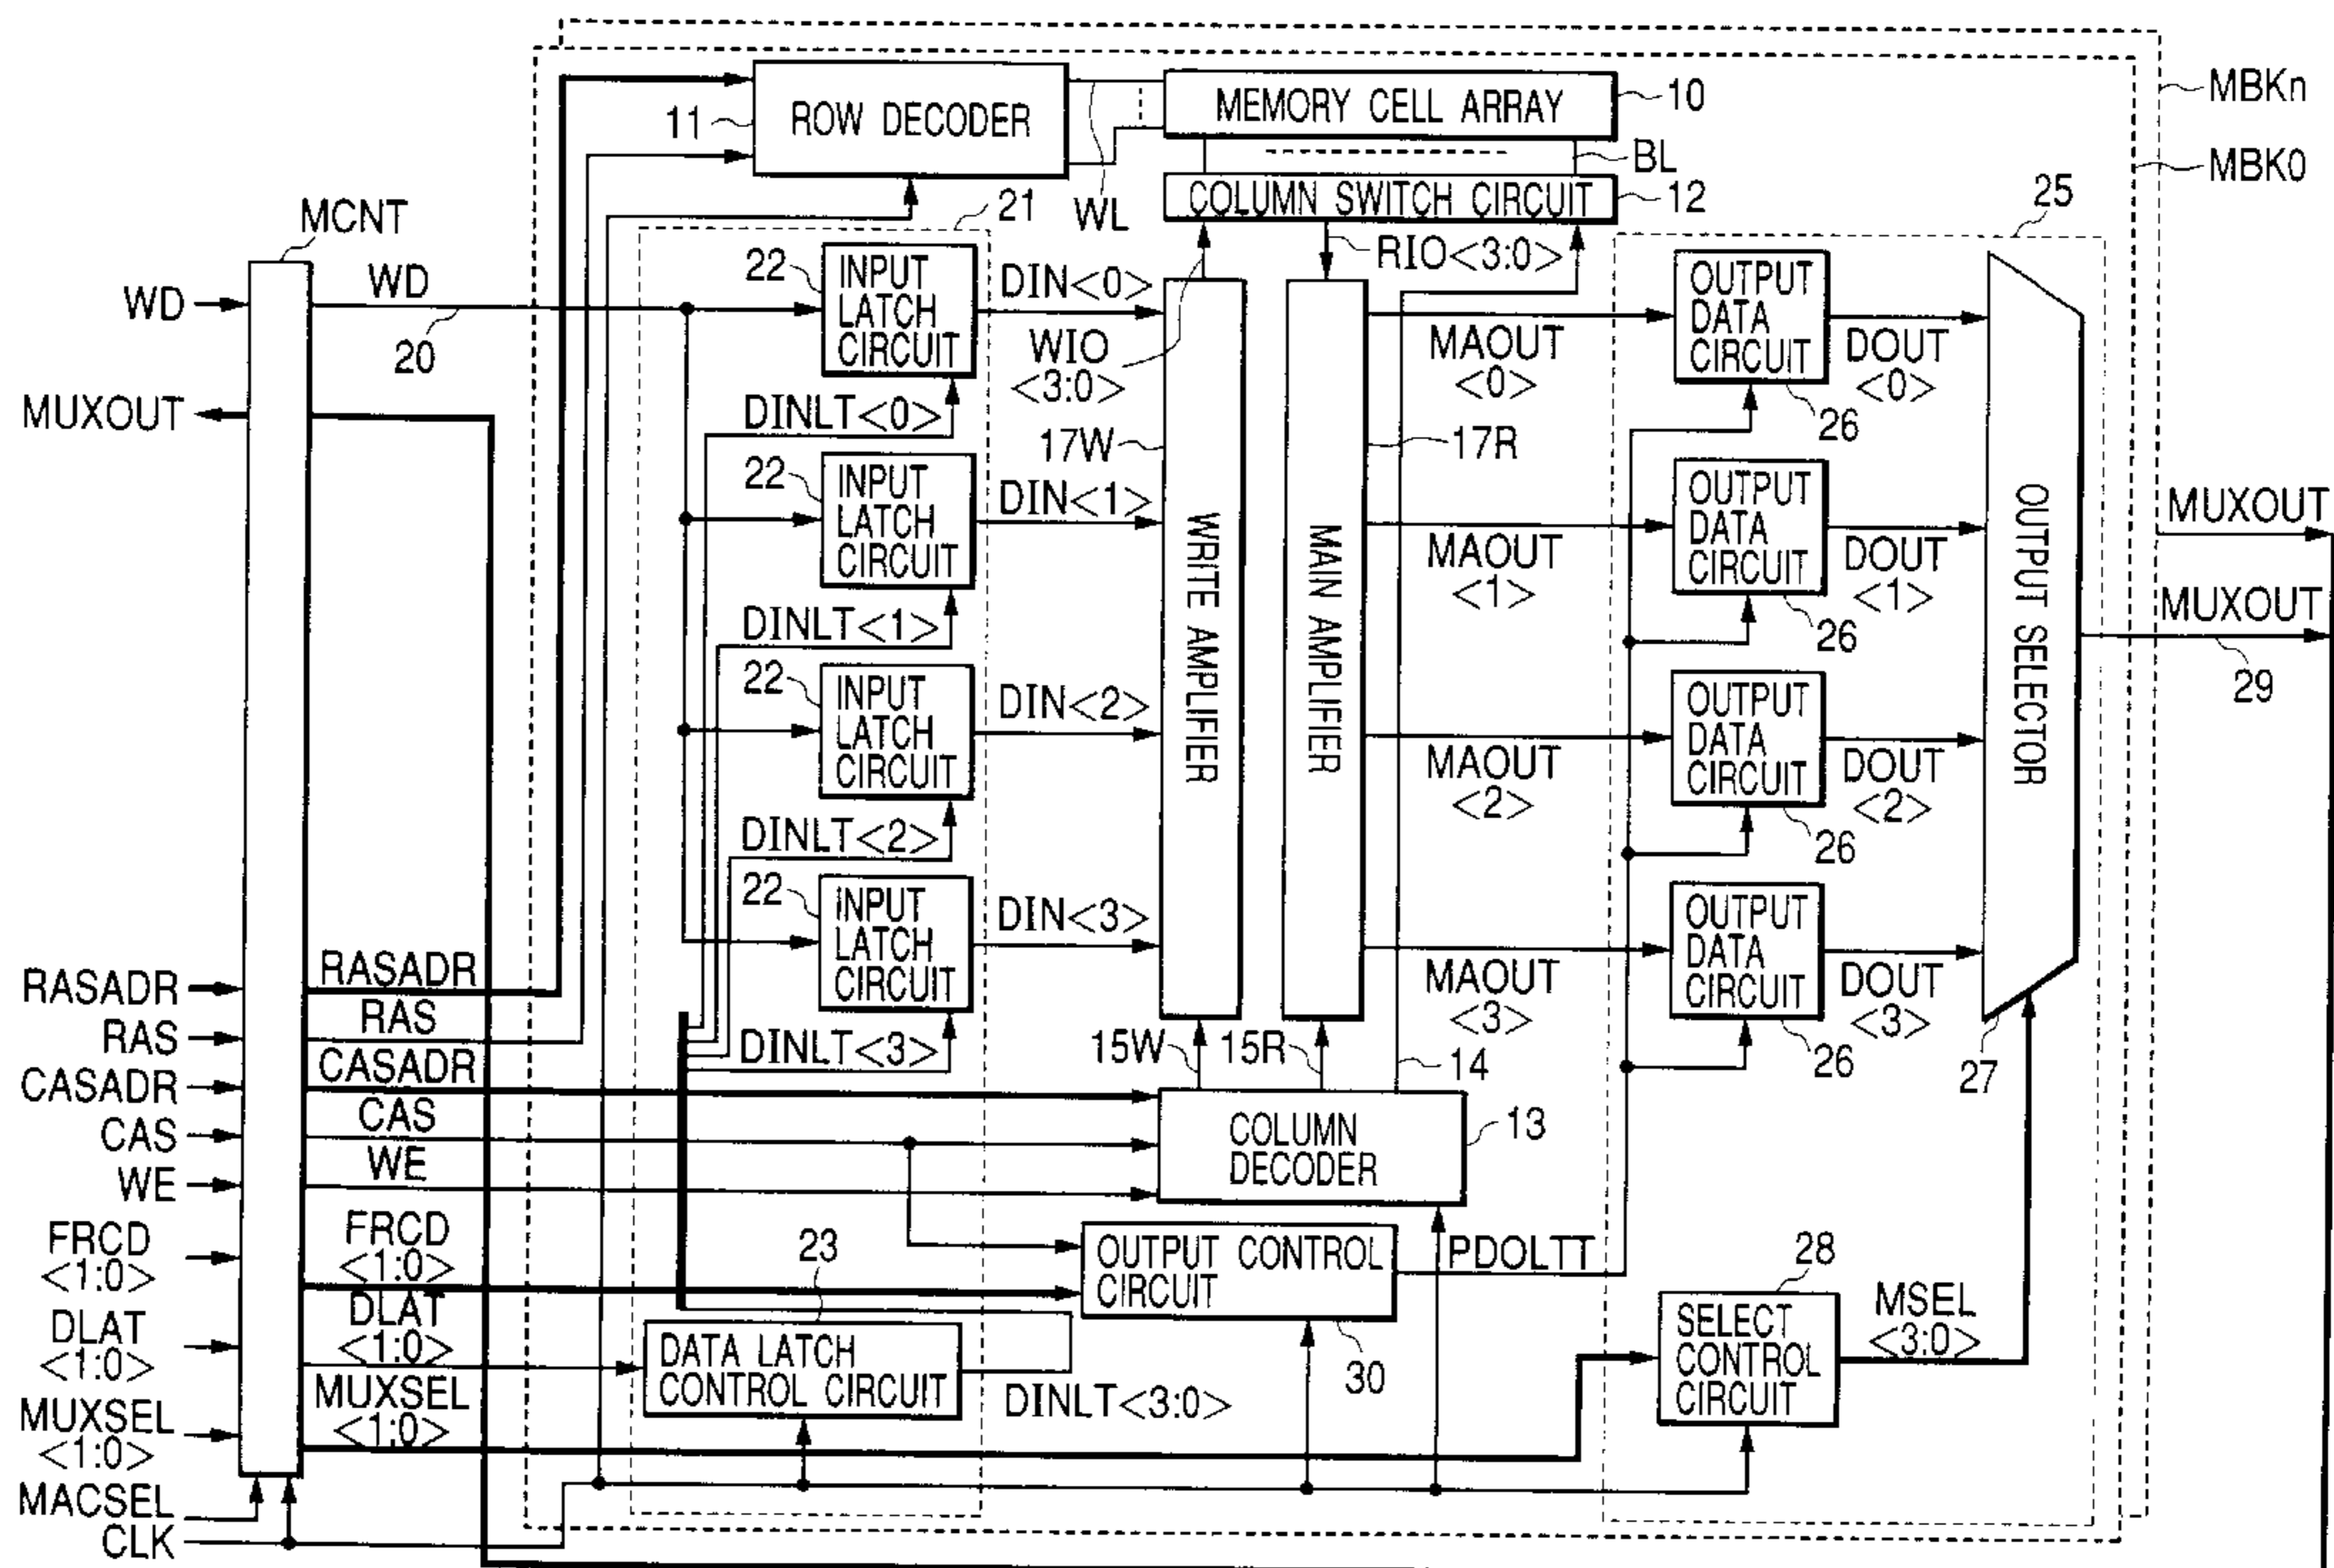 MBKn
MBK0
ROW DECODER
11
MEMORY CELL ARRAY
10
BL
WL
COLUMN SWITCH CIRCUIT
12
21
25
MCNT
WD
WD
20
MUXOUT
22
INPUT
LATCH
CIRCUIT
DIN<0>
DINLT<0>
22
INPUT
LATCH
CIRCUIT
DIN<1>
DINLT<1>
22
INPUT
LATCH
CIRCUIT
DIN<2>
DINLT<2>
22
INPUT
LATCH
CIRCUIT
DIN<3>
DINLT<3>
WIO
<3:0>
RIO<3:0>
17W
WRITE AMPLIFIER
17R
MAIN AMPLIFIER
MAOUT
<0>
MAOUT
<1>
MAOUT
<2>
MAOUT
<3>
OUTPUT
DATA
CIRCUIT
26
DOUT
<0>
OUTPUT
DATA
CIRCUIT
26
DOUT
<1>
OUTPUT
DATA
CIRCUIT
26
DOUT
<2>
OUTPUT
DATA
CIRCUIT
26
DOUT
<3>
OUTPUT SELECTOR
27
MUXOUT
MUXOUT
29
RASADR
RASADR
RAS
RAS
CASADR
CASADR
CAS
CAS
WE
WE
FRCD
<1:0>
FRCD
<1:0>
DLAT
<1:0>
DLAT
<1:0>
MUXSEL
<1:0>
MUXSEL
<1:0>
MACSEL
CLK
15W
15R
14
COLUMN
DECODER
13
OUTPUT CONTROL
CIRCUIT
30
PDOLTT
23
DATA LATCH
CONTROL CIRCUIT
DINLT<3:0>
28
SELECT
CONTROL
CIRCUIT
MSEL
<3:0>